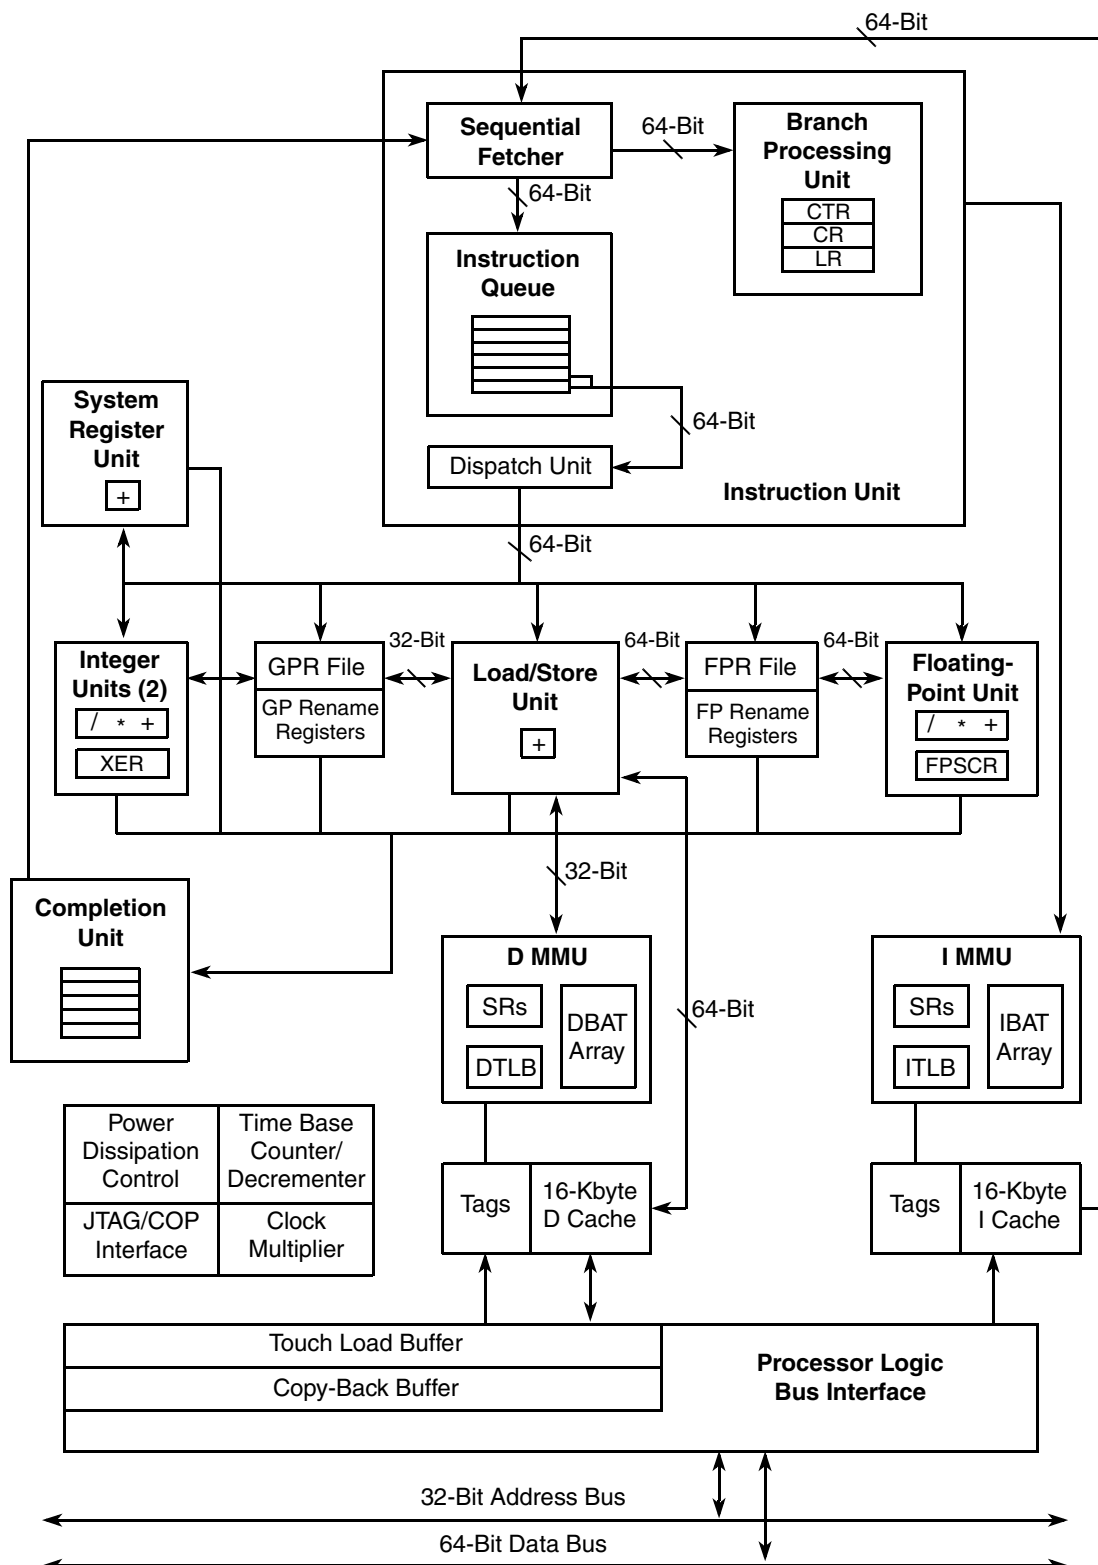 64-Bit
Sequential
Fetcher
64-Bit
Branch
Processing
Unit
CTR
CR
LR
64-Bit
Instruction
Queue
64-Bit
Dispatch Unit
Instruction Unit
System
Register
Unit
+
64-Bit
Integer
Units (2)
/ * +
XER
GPR File
GP Rename
Registers
32-Bit
Load/Store
Unit
+
64-Bit
FPR File
FP Rename
Registers
64-Bit
Floating-
Point Unit
/ * +
FPSCR
32-Bit
Completion
Unit
D MMU
SRs
DTLB
DBAT
Array
64-Bit
I MMU
SRs
ITLB
IBAT
Array
Power
Dissipation
Control
Time Base
Counter/
Decrementer
JTAG/COP
Interface
Clock
Multiplier
Tags
16-Kbyte
D Cache
Tags
16-Kbyte
I Cache
Touch Load Buffer
Copy-Back Buffer
Processor Logic
Bus Interface
32-Bit Address Bus
64-Bit Data Bus